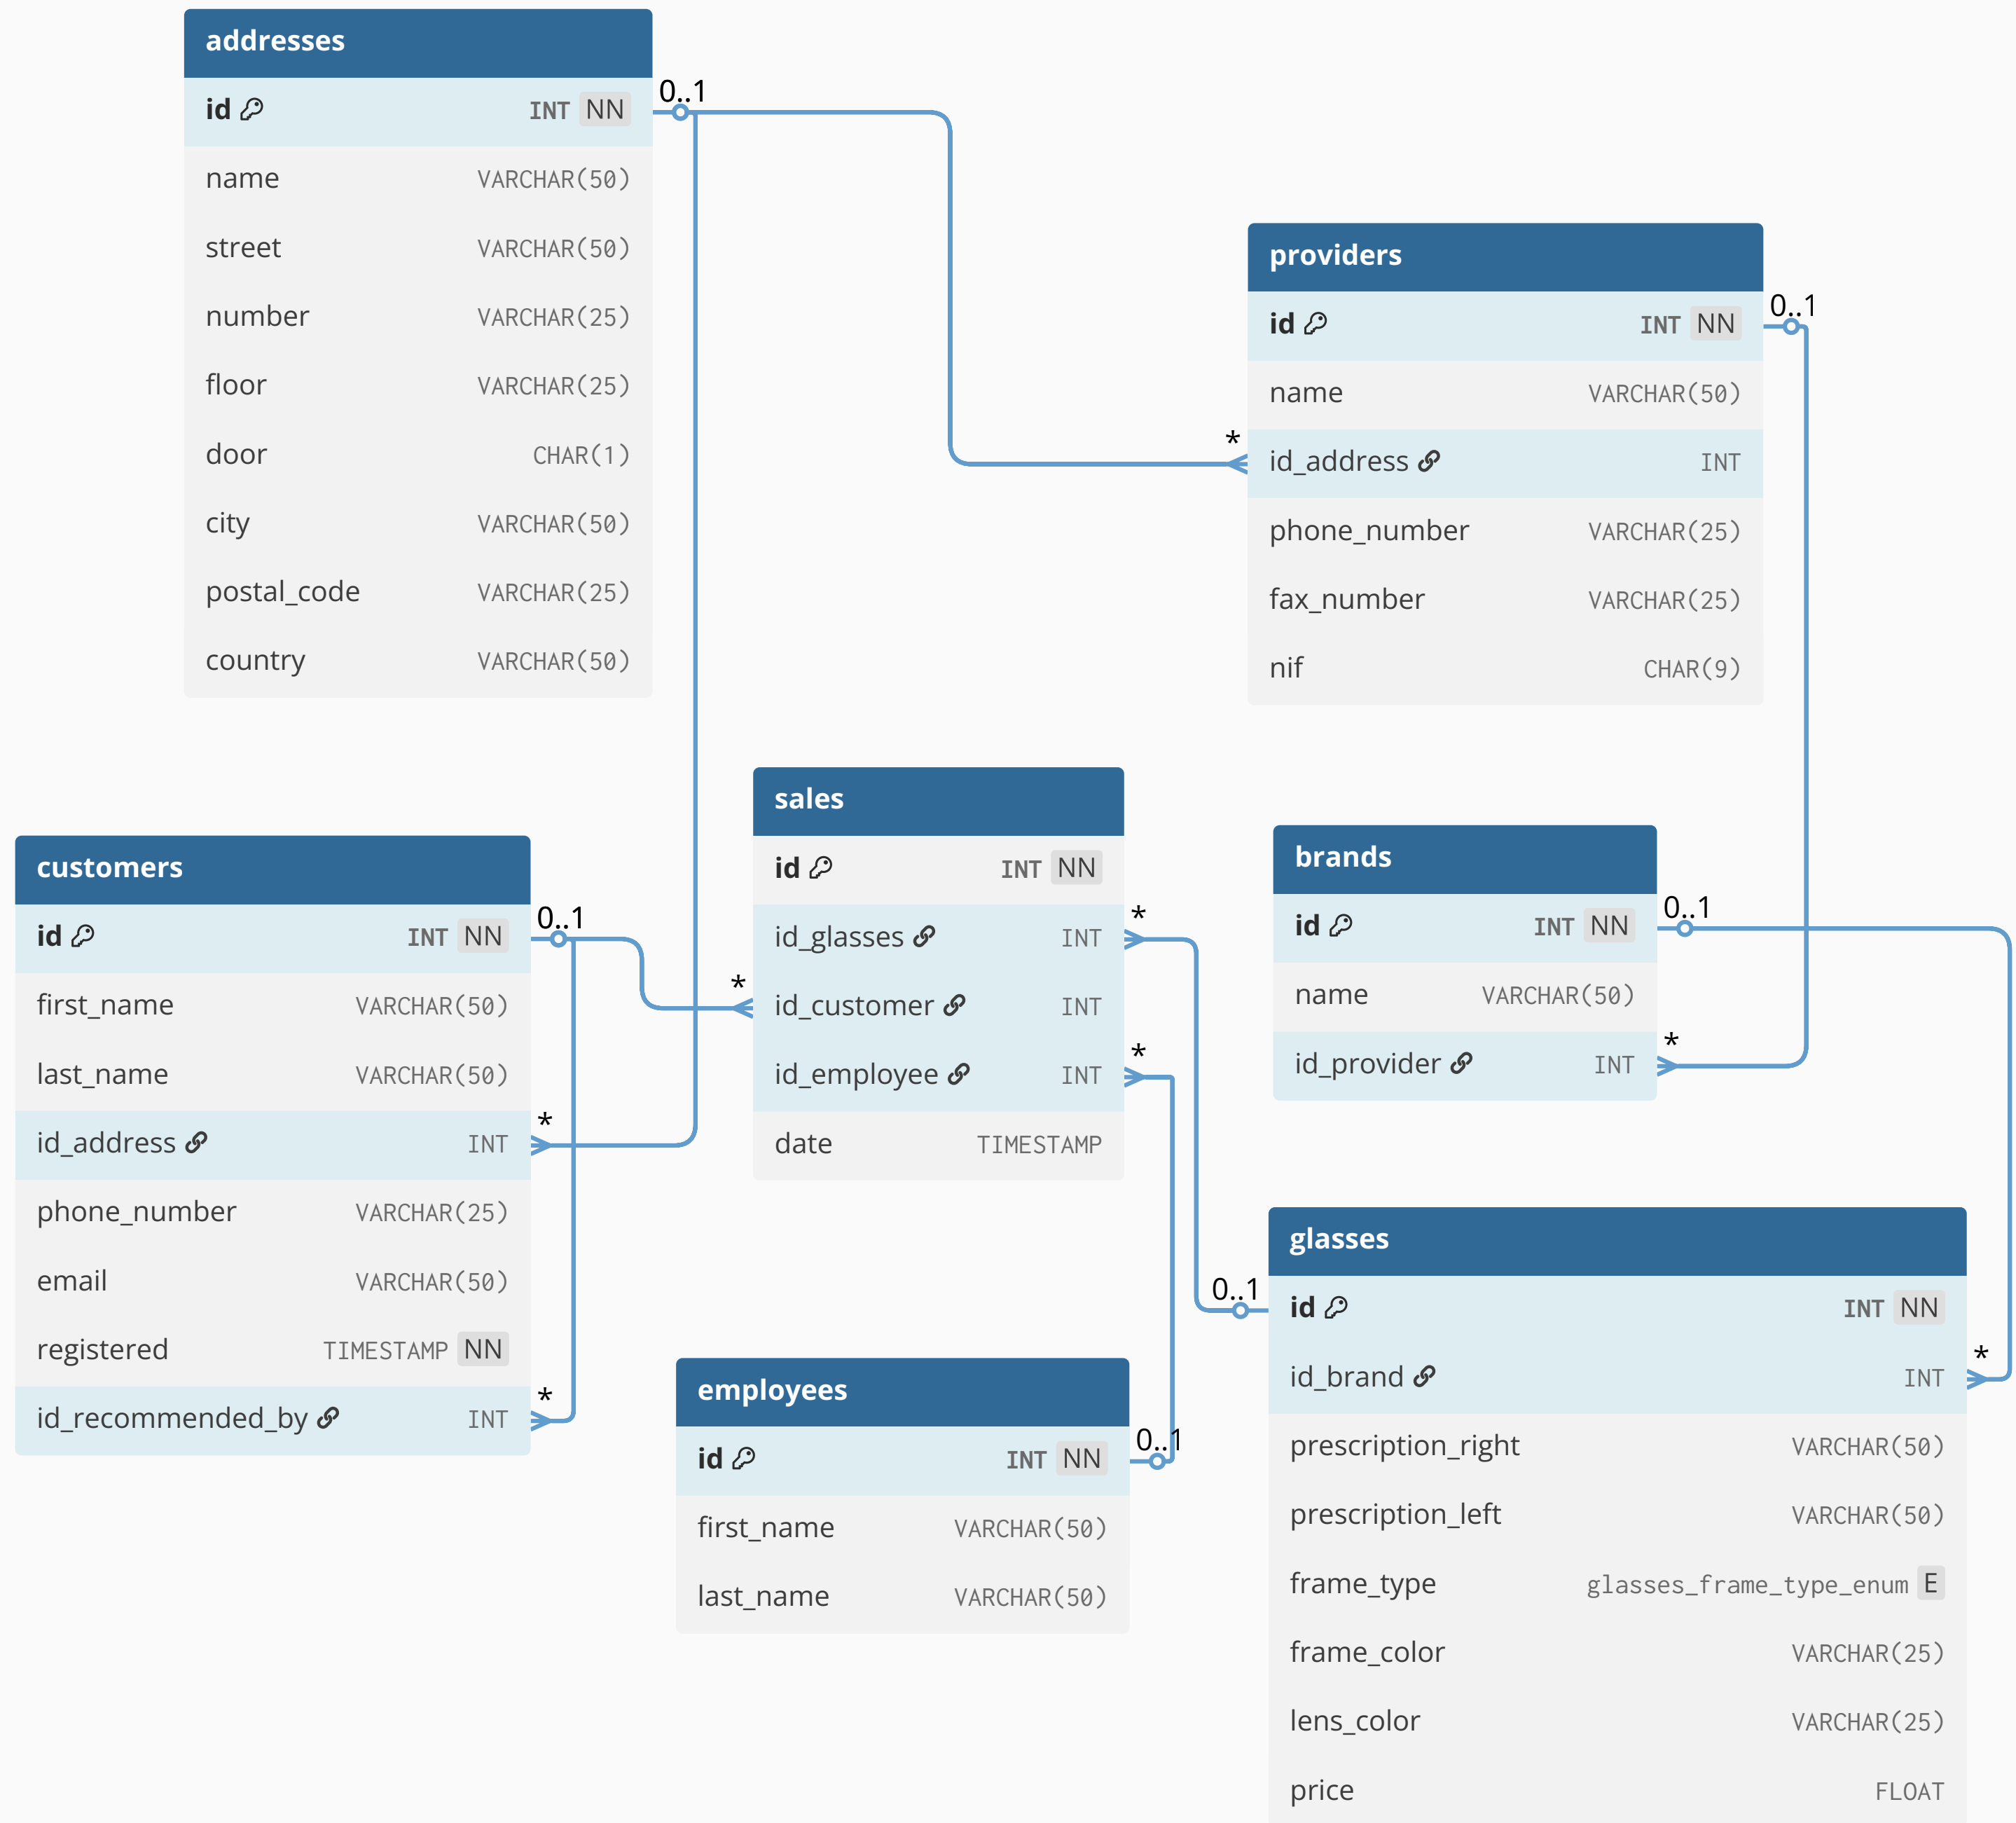 addresses
id INT NN
name VARCHAR(50)
street VARCHAR(50)
number VARCHAR(25)
floor VARCHAR(25)
door CHAR(1)
city VARCHAR(50)
postal_code VARCHAR(25)
country VARCHAR(50)
0..1
providers
id INT NN
0..1
name VARCHAR(50)
*
id_address INT
phone_number VARCHAR(25)
fax_number VARCHAR(25)
nif CHAR(9)
customers
id INT NN
0..1
first_name VARCHAR(50)
last_name VARCHAR(50)
*
id_address INT
phone_number VARCHAR(25)
email VARCHAR(50)
registered TIMESTAMP NN
*
id_recommended_by INT
sales
id INT NN
*
id_glasses INT
*
id_customer INT
*
id_employee INT
date TIMESTAMP
brands
id INT NN
0..1
name VARCHAR(50)
*
id_provider INT
employees
id INT NN
0..1
first_name VARCHAR(50)
last_name VARCHAR(50)
glasses
0..1
id INT NN
*
id_brand INT
prescription_right VARCHAR(50)
prescription_left VARCHAR(50)
frame_type glasses_frame_type_enum E
frame_color VARCHAR(25)
lens_color VARCHAR(25)
price FLOAT